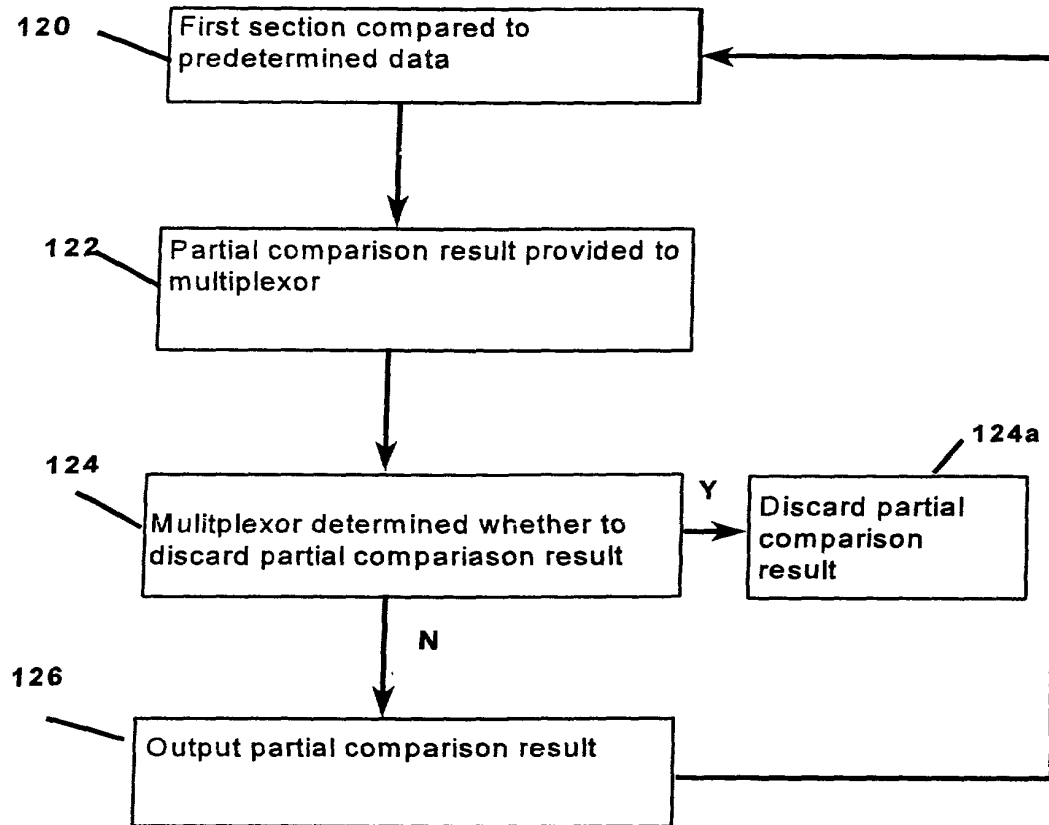 120
First section compared to
predetermined data
122
Partial comparison result provided to
multiplexor
124
Mulitplexor determined whether to
discard partial compariason result
Y
124a
Discard partial
comparison
result
N
126
Output partial comparison result